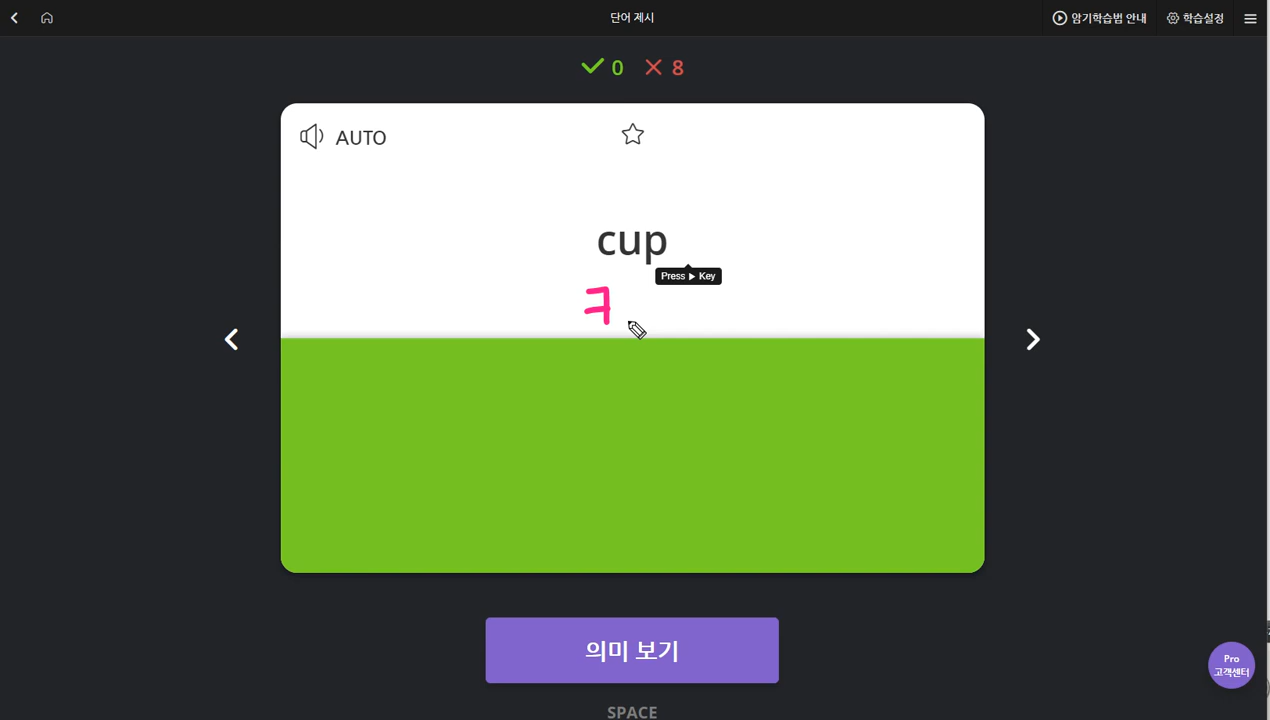 단어 제시
암기학습법 안내
학습설정
0
8
AUTO
cup
Press ▶ Key
ㅋ
의미 보기
SPACE
Pro
고객센터